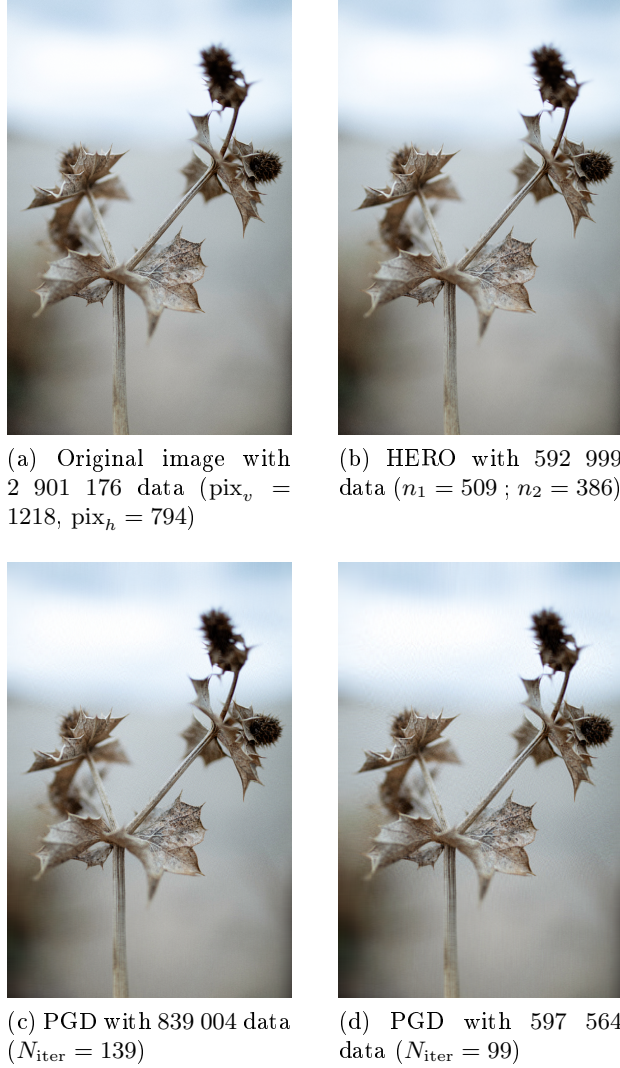 (a) Original image with
2 901 176 data (pix_v =
1218, pix_h = 794)
(b) HERO with 592 999
data (n_1 = 509 ; n_2 = 386)
(c) PGD with 839 004 data
(N_iter = 139)
(d) PGD with 597 564
data (N_iter = 99)